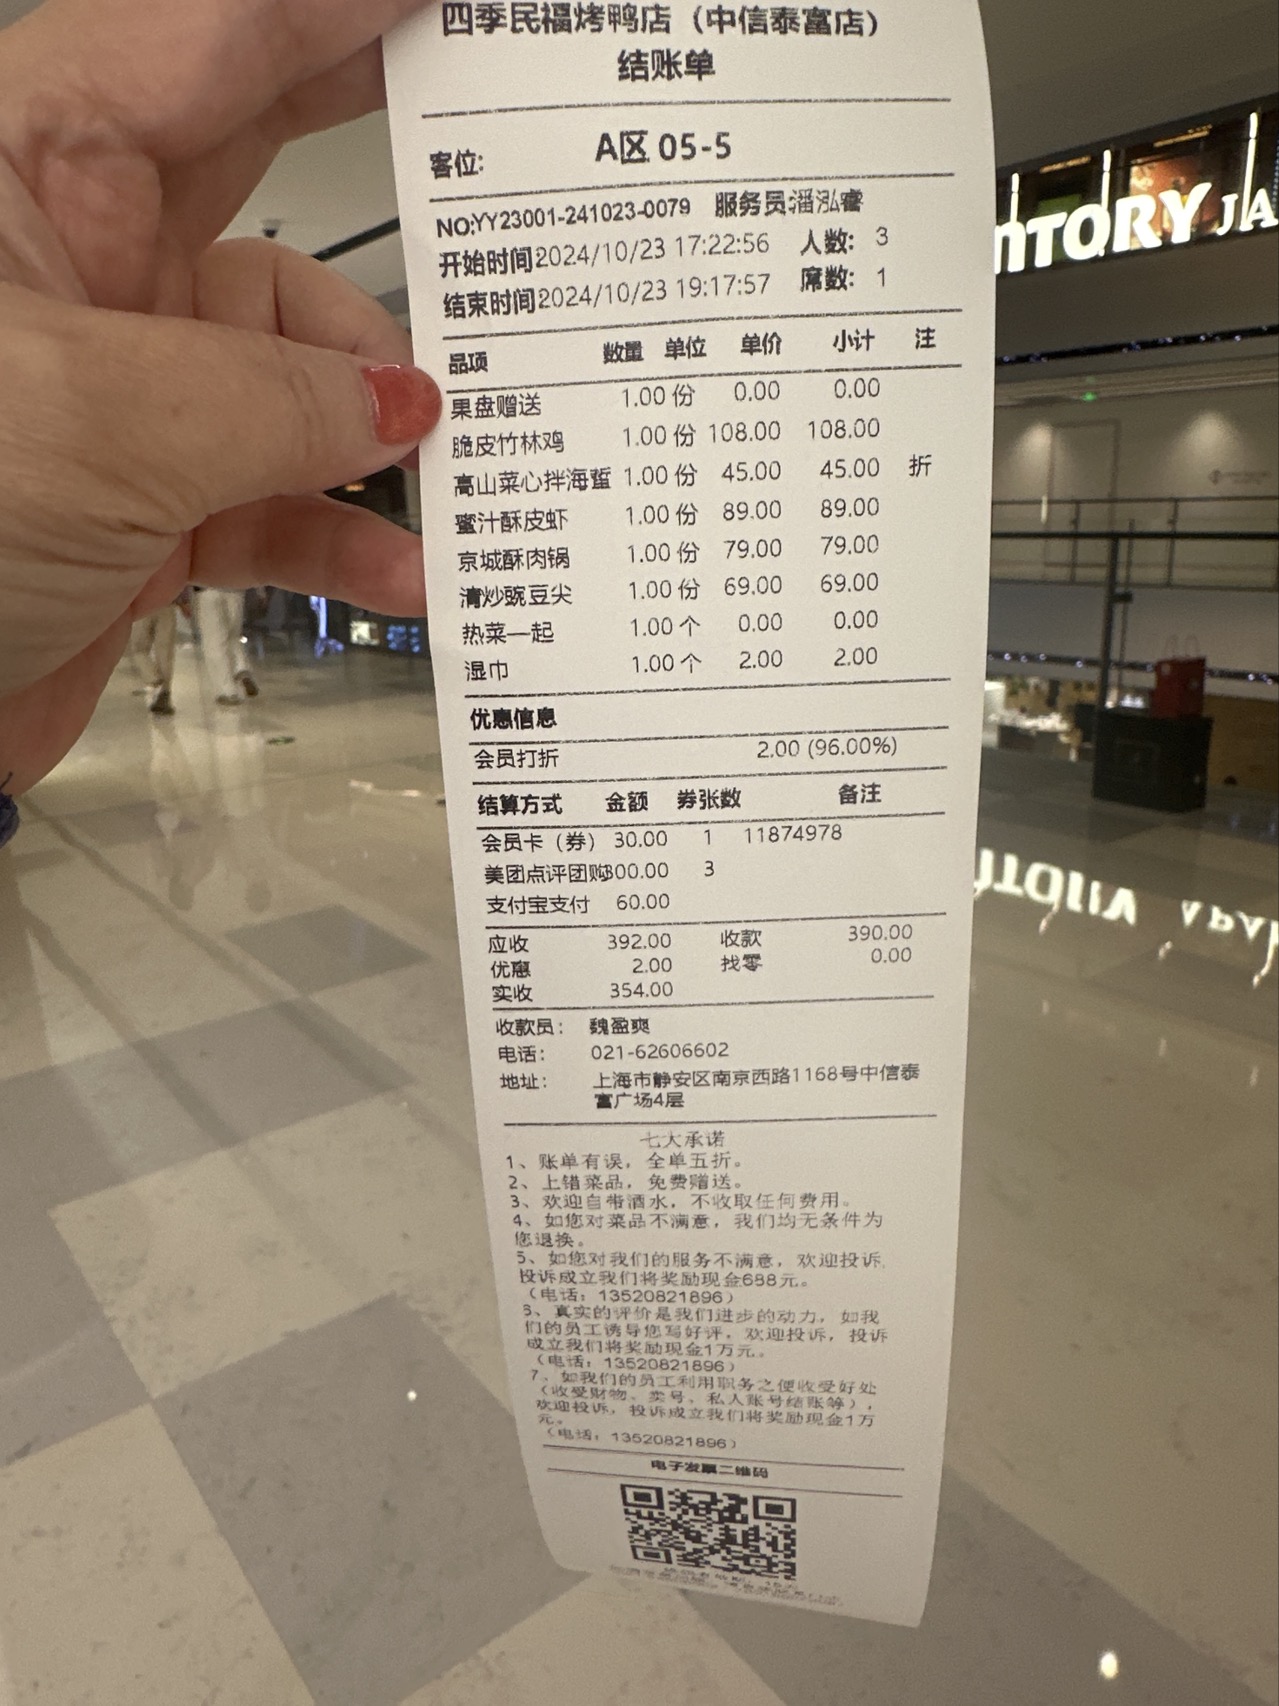 四季民福烤鸭店（中信泰富店）
结账单
客位: A区 05-5
NO:YY23001-241023-0079 服务员:潘泓睿
开始时间2024/10/23 17:22:56 人数: 3
结束时间2024/10/23 19:17:57 席数: 1
品项 数量 单位 单价 小计 注
果盘赠送 1.00 份 0.00 0.00
脆皮竹林鸡 1.00 份 108.00 108.00
高山菜心拌海蜇 1.00 份 45.00 45.00 折
蜜汁酥皮虾 1.00 份 89.00 89.00
京城酥肉锅 1.00 份 79.00 79.00
清炒豌豆尖 1.00 份 69.00 69.00
热菜一起 1.00 个 0.00 0.00
湿巾 1.00 个 2.00 2.00
优惠信息
会员打折 2.00 (96.00%)
结算方式 金额 券张数 备注
会员卡（券） 30.00 1 11874978
美团点评团购300.00 3
支付宝支付 60.00
应收 392.00 收款 390.00
优惠 2.00 找零 0.00
实收 354.00
收款员: 魏盈爽
电话: 021-62606602
地址: 上海市静安区南京西路1168号中信泰
富广场4层
七大承诺
1、账单有误，全单五折。
2、上错菜品，免费赠送。
3、欢迎自带酒水，不收取任何费用。
4、如您对菜品不满意，我们均无条件为
您退换。
5、如您对我们的服务不满意，欢迎投诉,
投诉成立我们将奖励现金688元。
（电话：13520821896）
6、真实的评价是我们进步的动力，如我
们的员工诱导您写好评，欢迎投诉，投诉
成立我们将奖励现金1万元。
（电话：13520821896）
7、如我们的员工利用职务之便收受好处
（收受财物、卖号、私人账号结账等），
欢迎投诉，投诉成立我们将奖励现金1万
元。
（电话：13520821896）
电子发票二维码